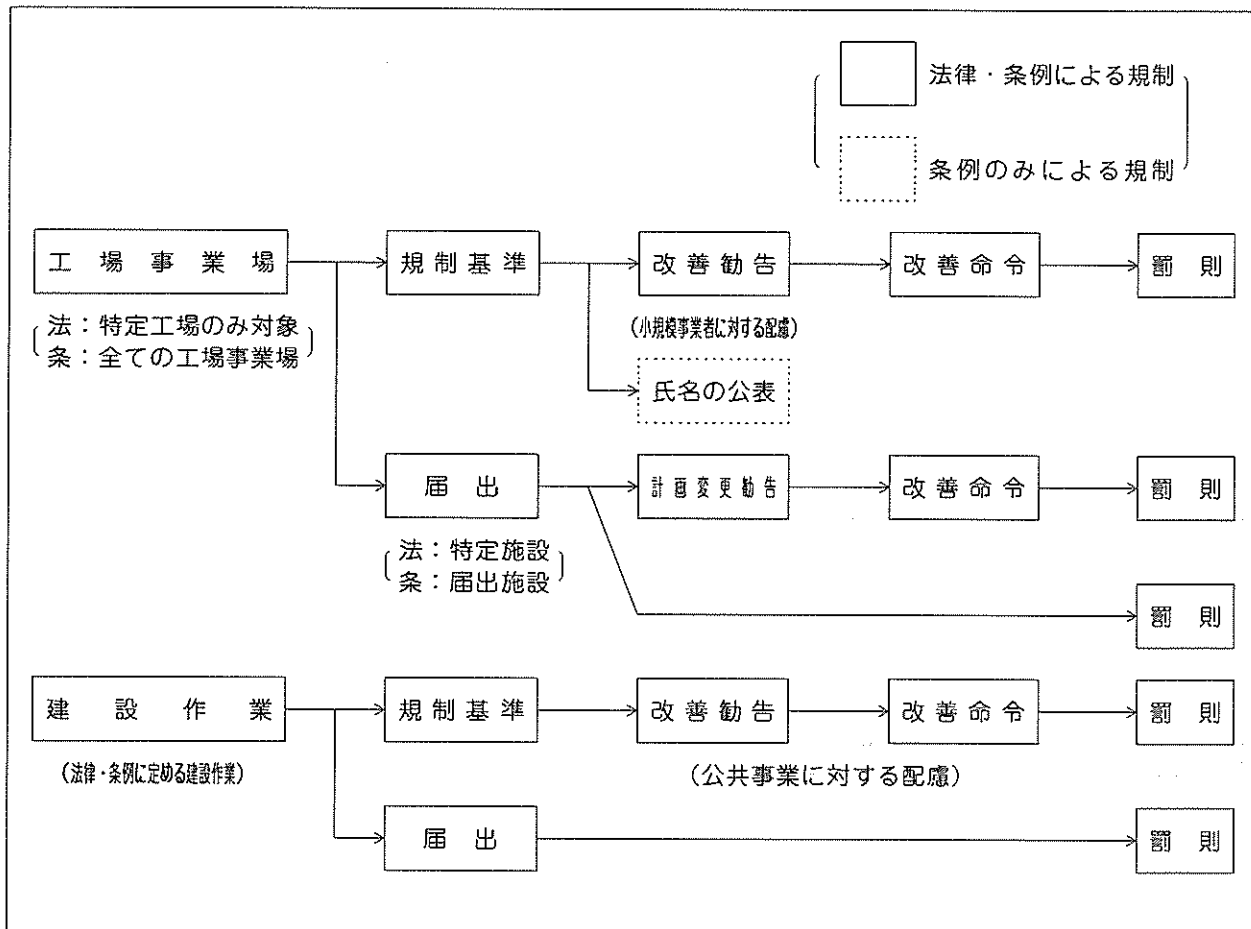 法律・条例による規制
条例のみによる規制
工場事業場
規制基準
改善勧告
改善命令
罰則
(小規模事業者に対する配慮)
法：特定工場のみ対象
条：全ての工場事業場
氏名の公表
届出
計画変更勧告
改善命令
罰則
法：特定施設
条：届出施設
罰則
建設作業
規制基準
改善勧告
改善命令
罰則
(法律・条例に定める建設作業)
(公共事業に対する配慮)
届出
罰則